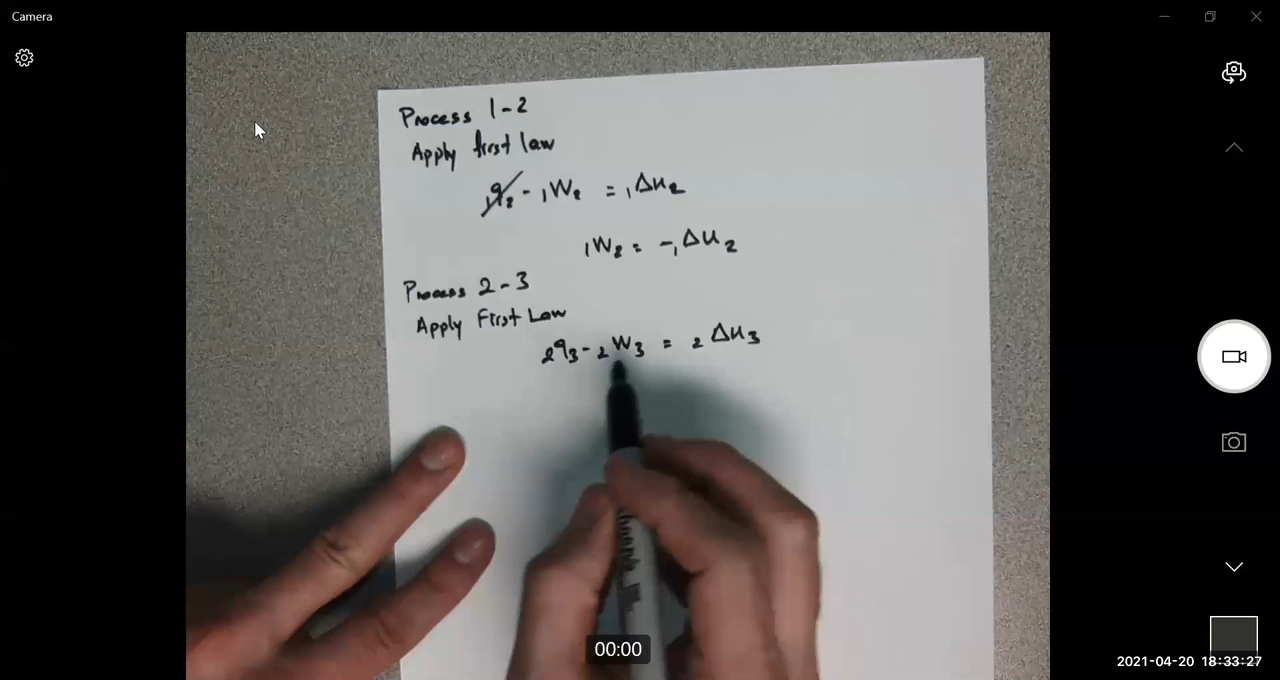 Camera
Process 1-2
Apply first law
₁q₂ - ₁W₂ = ₁Δu₂
₁W₂ = -₁Δu₂
Process 2-3
Apply First Law
₂q₃ - ₂W₃ = ₂Δu₃
00:00
2021-04-20 18:33:27